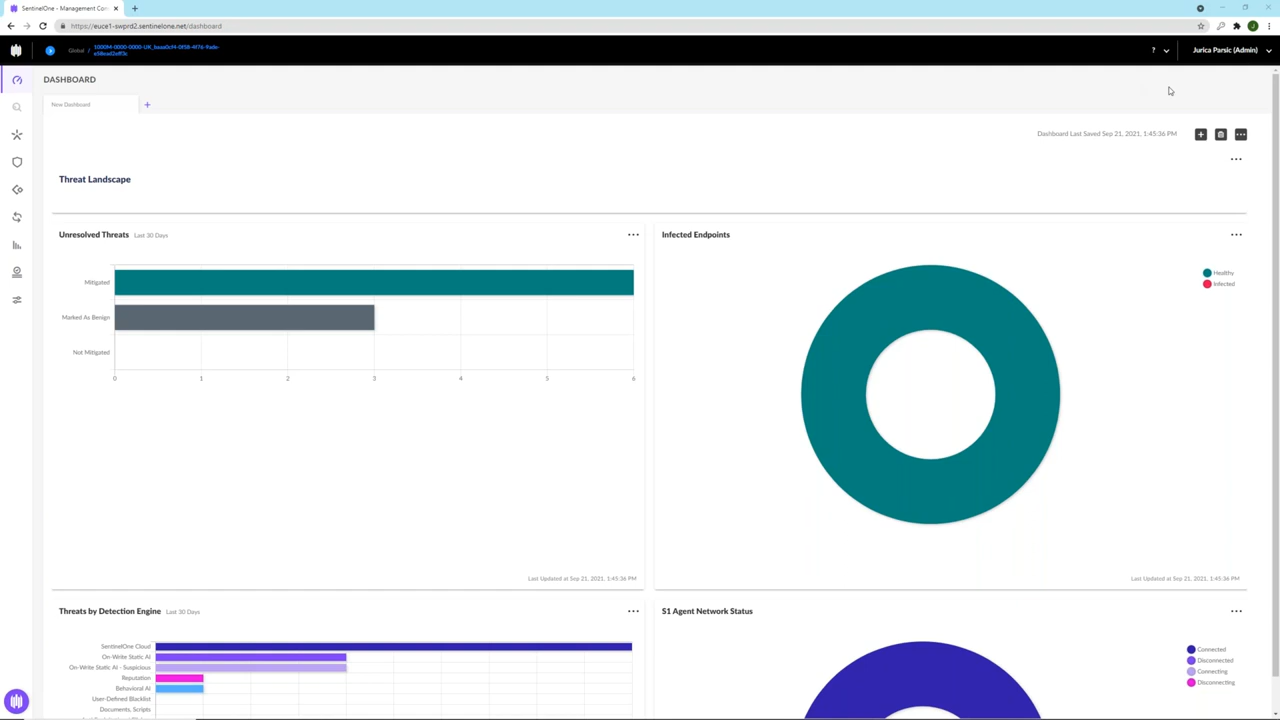 SentinelOne - Management Con
https://euce1-swprd2.sentinelone.net/dashboard
Global /
?
Jurica Parsic (Admin)
DASHBOARD
New Dashboard
Dashboard Last Saved Sep 21, 2021, 1:45:36 PM
Threat Landscape
Unresolved Threats Last 30 Days
Mitigated
Marked As Benign
Not Mitigated
0 1 2 3 4 5 6
Last Updated at Sep 21, 2021, 1:45:36 PM
Infected Endpoints
Healthy
Infected
Last Updated at Sep 21, 2021, 1:45:36 PM
Threats by Detection Engine Last 30 Days
SentinelOne Cloud
On-Write Static AI
On-Write Static AI - Suspicious
Reputation
Behavioral AI
User-Defined Blacklist
Documents, Scripts
S1 Agent Network Status
Connected
Disconnected
Connecting
Disconnecting